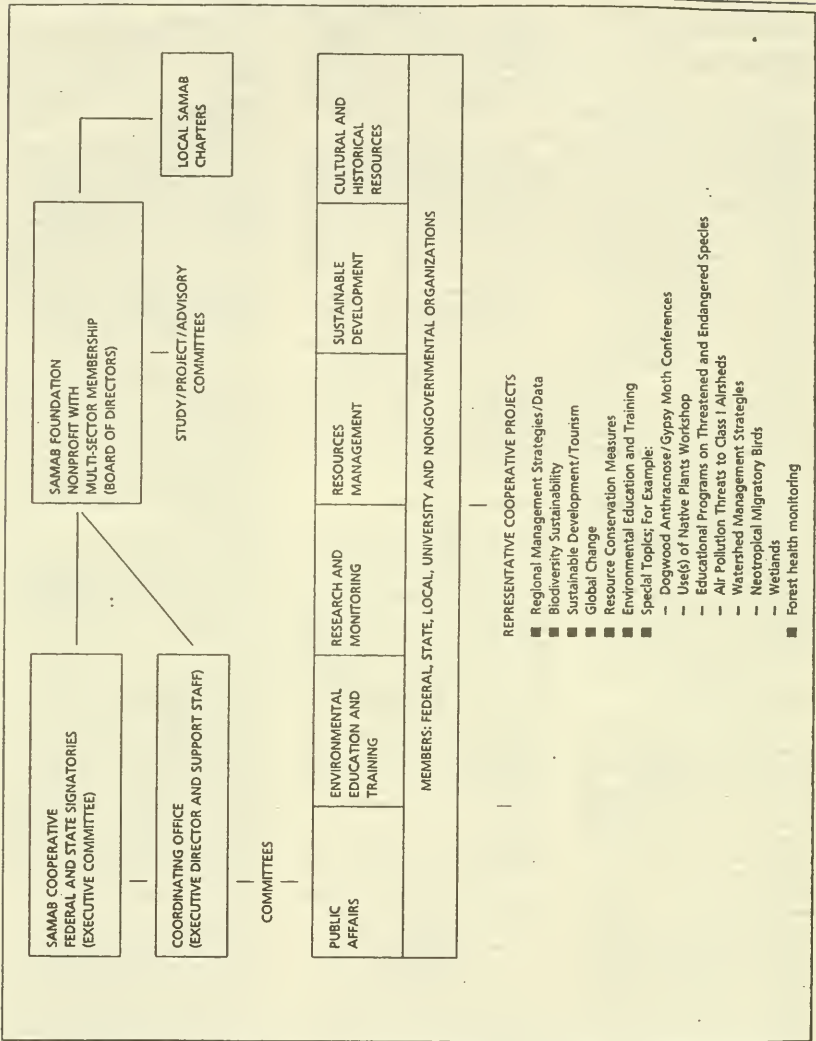 SAMAB COOPERATIVE
FEDERAL AND STATE SIGNATORIES
(EXECUTIVE COMMITTEE)
SAMAB FOUNDATION
NONPROFIT WITH
MULTI-SECTOR MEMBERSHIP
(BOARD OF DIRECTORS)
COORDINATING OFFICE
(EXECUTIVE DIRECTOR AND SUPPORT STAFF)
LOCAL SAMAB
CHAPTERS
STUDY/PROJECT/ADVISORY
COMMITTEES
COMMITTEES
PUBLIC
AFFAIRS
ENVIRONMENTAL
EDUCATION AND
TRAINING
RESEARCH AND
MONITORING
RESOURCES
MANAGEMENT
SUSTAINABLE
DEVELOPMENT
CULTURAL AND
HISTORICAL
RESOURCES
MEMBERS: FEDERAL, STATE, LOCAL, UNIVERSITY AND NONGOVERNMENTAL ORGANIZATIONS
REPRESENTATIVE COOPERATIVE PROJECTS
■ Regional Management Strategies/Data
■ Biodiversity Sustainability
■ Sustainable Development/Tourism
■ Global Change
■ Resource Conservation Measures
■ Environmental Education and Training
■ Special Topics; For Example:
– Dogwood Anthracnose/Gypsy Moth Conferences
– Use(s) of Native Plants Workshop
– Educational Programs on Threatened and Endangered Species
– Air Pollution Threats to Class I Airsheds
– Watershed Management Strategies
– Neotropical Migratory Birds
– Wetlands
■ Forest health monitoring